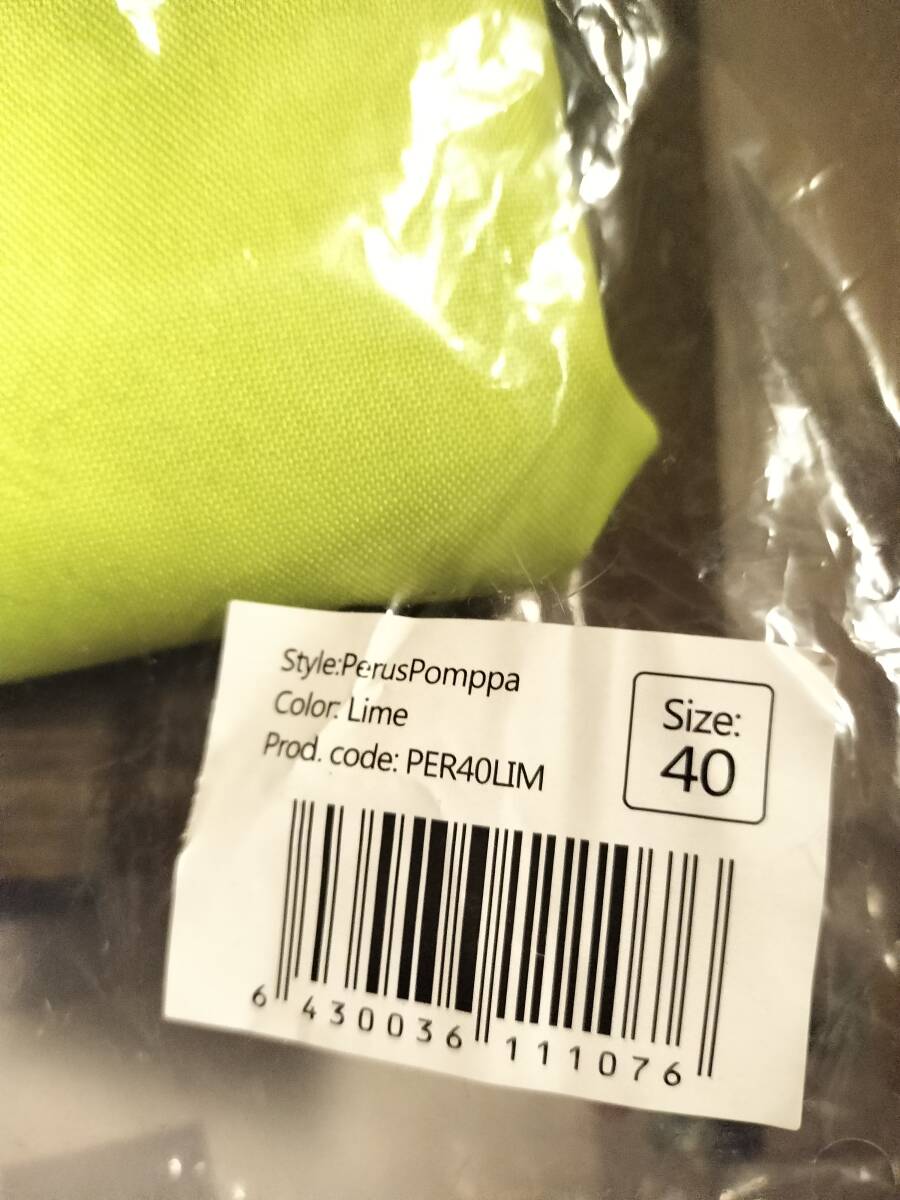 Style:PerusPomppa
Color: Lime
Prod. code: PER40LIM
Size:
40
6 430036 111076